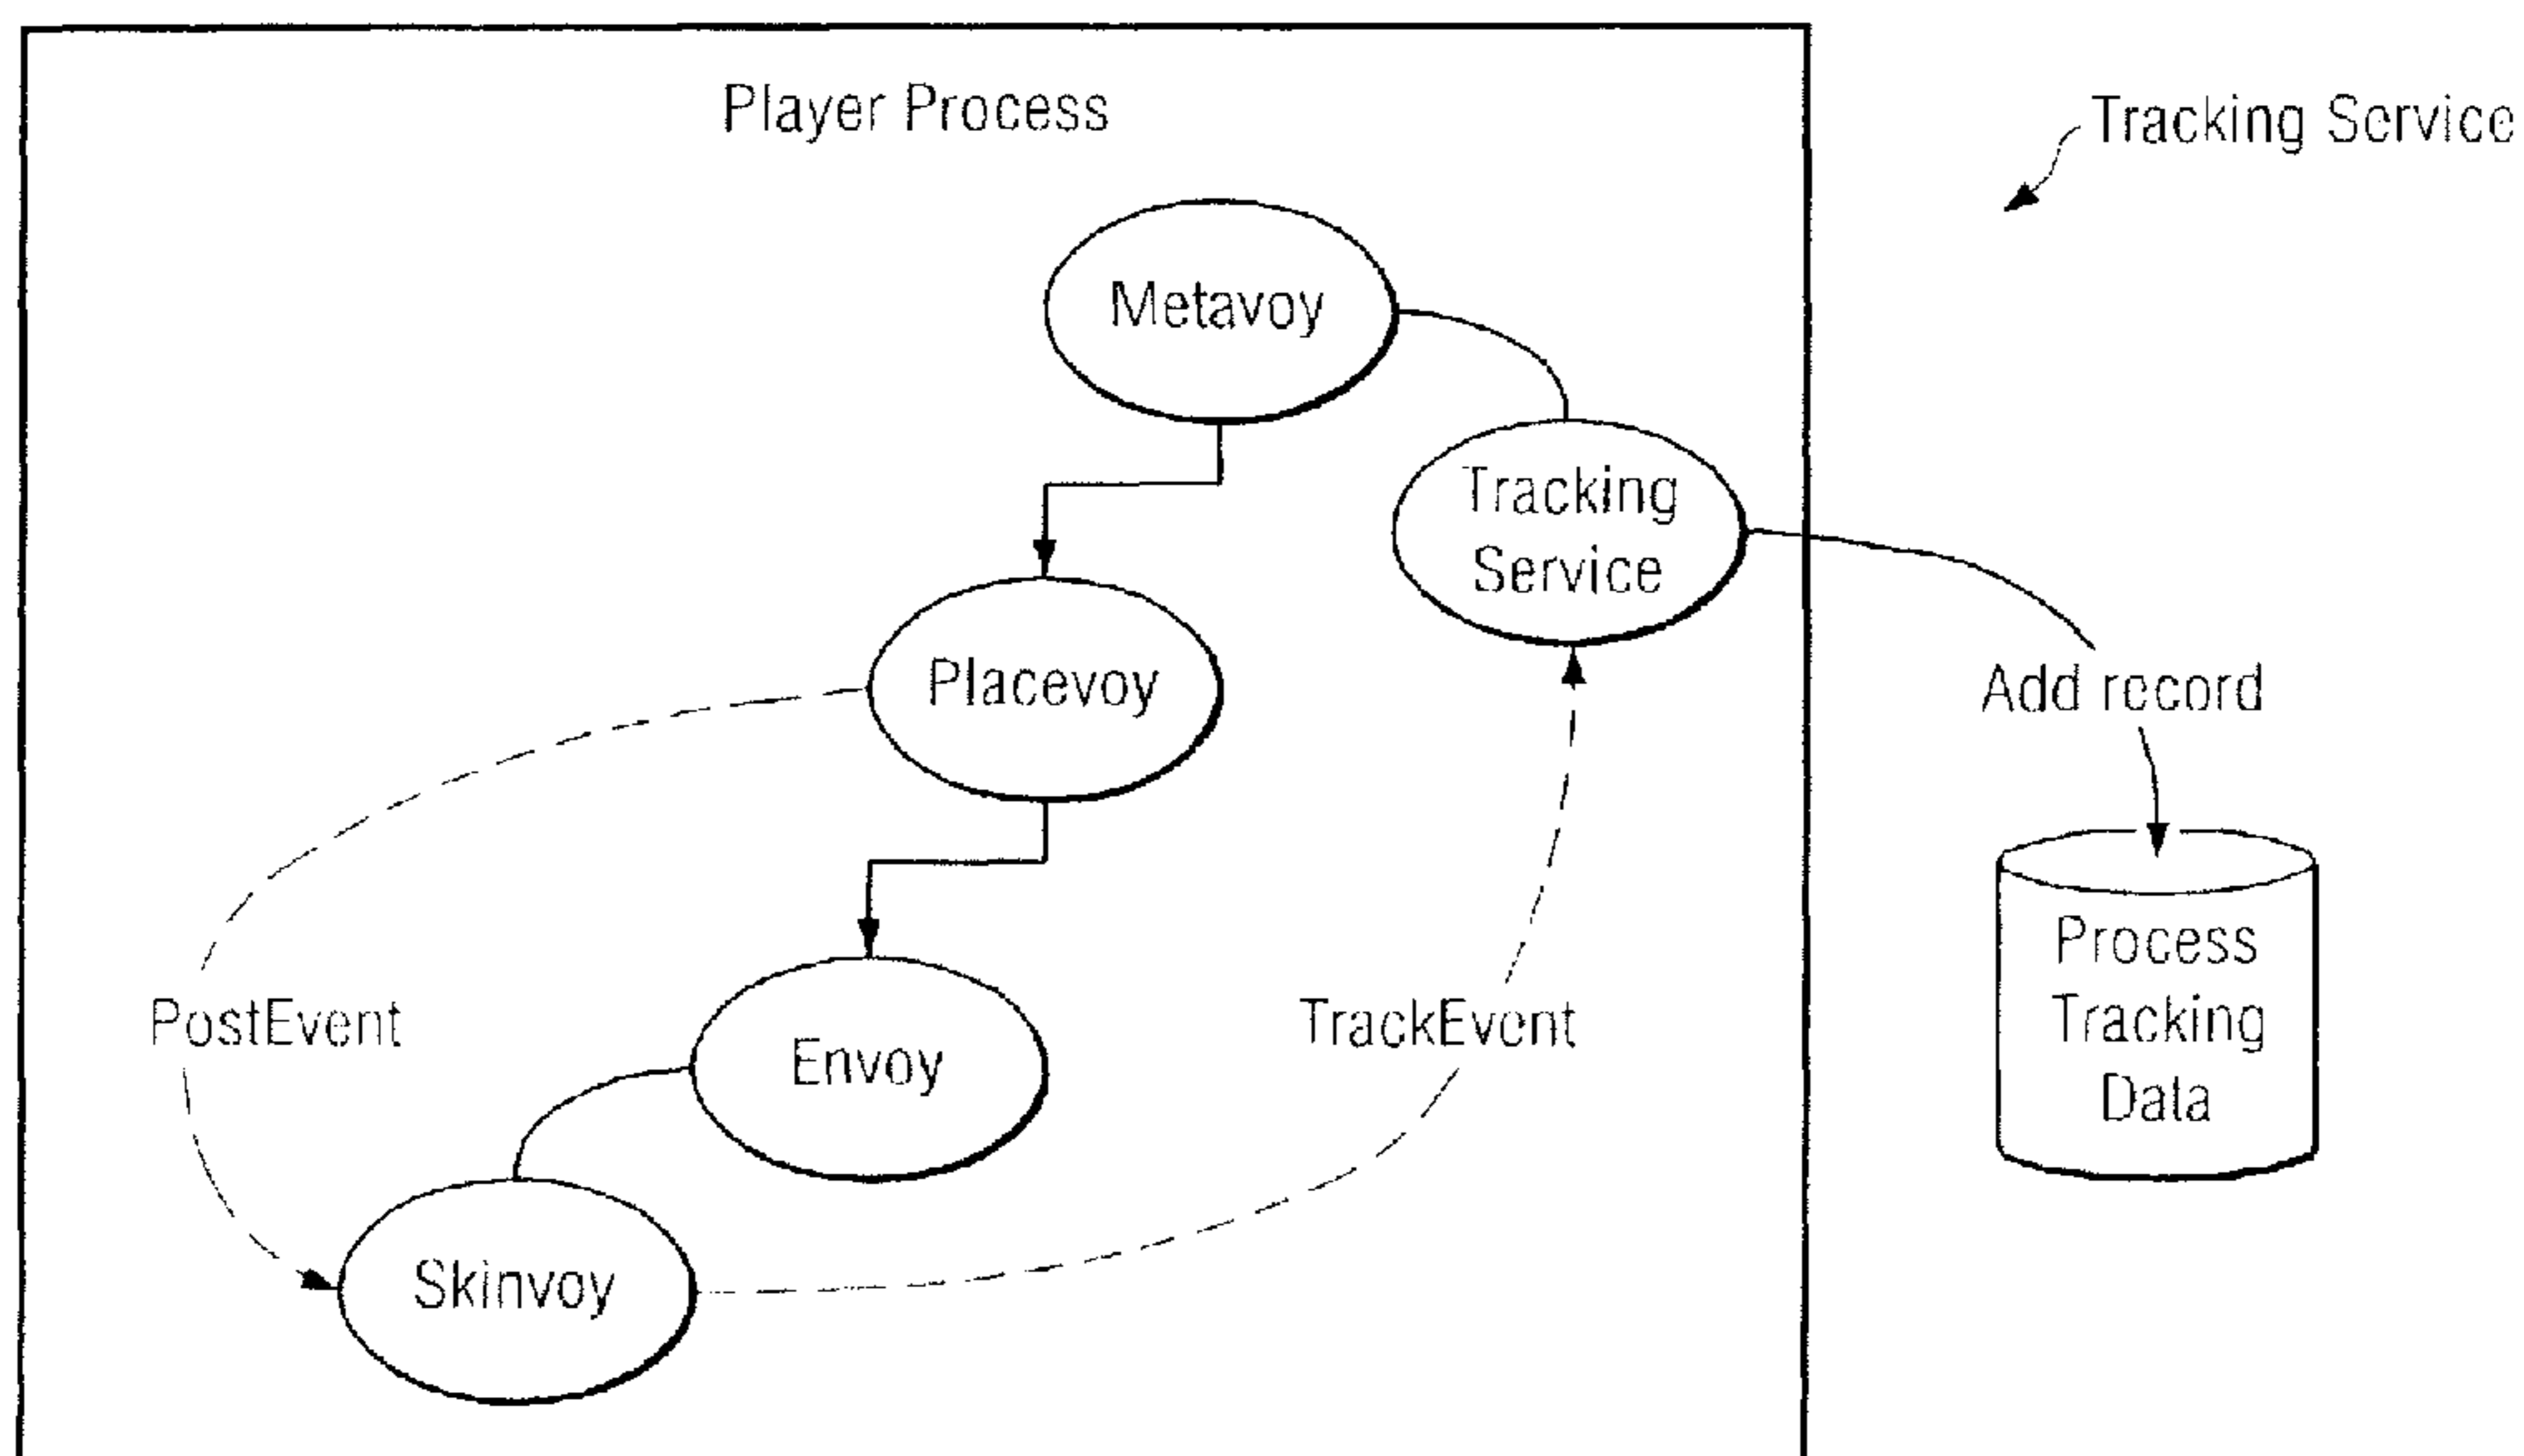 Player Process
Tracking Service
Metavoy
Tracking
Service
Placevoy
Add record
Process
Tracking
Data
PostEvent
TrackEvent
Envoy
Skinvoy